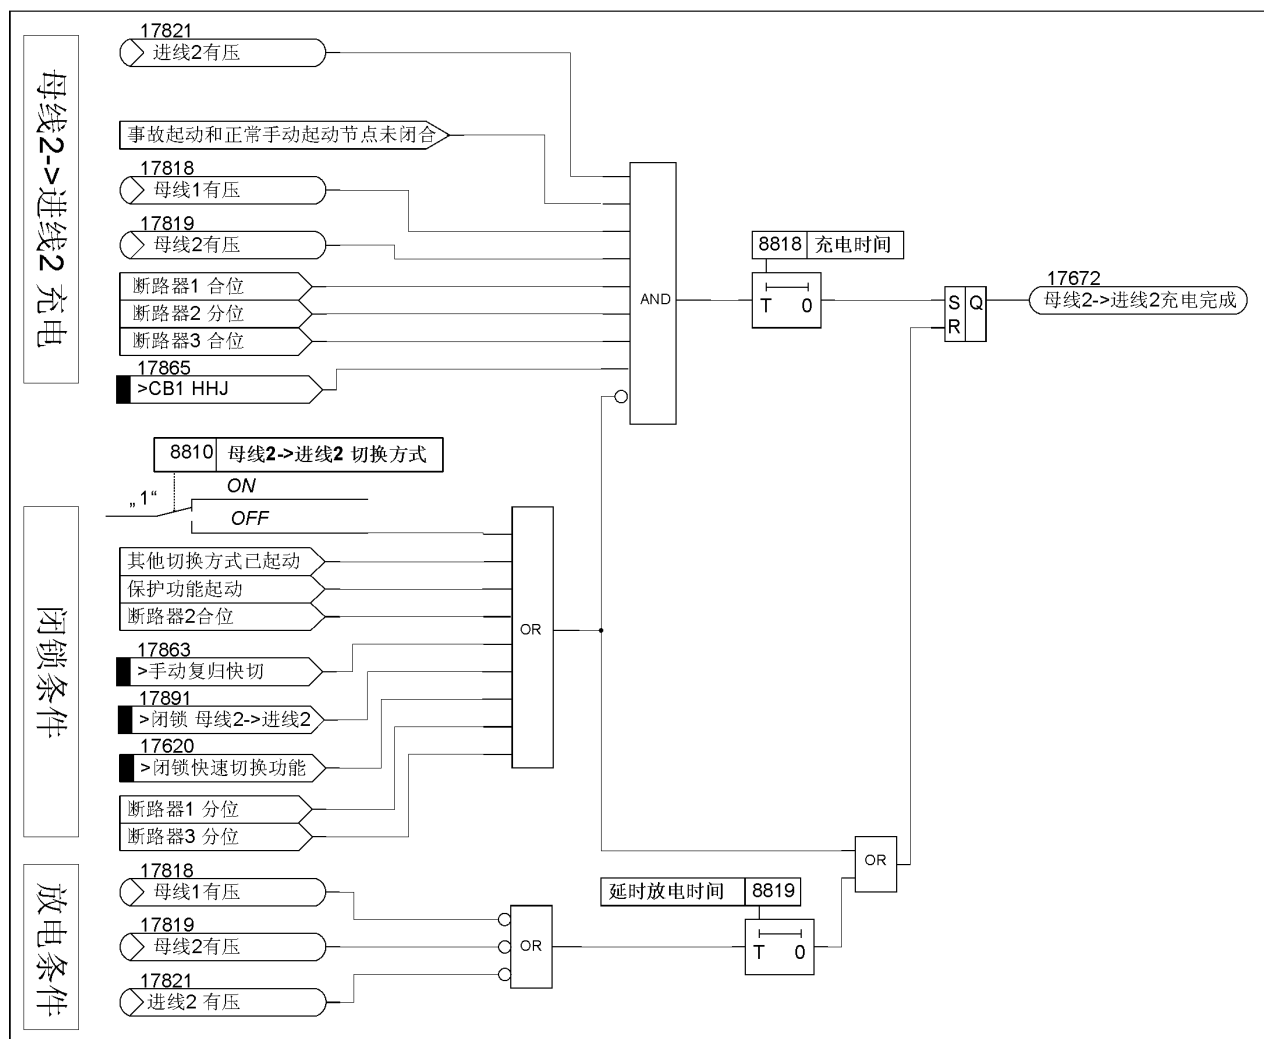 母线2->进线2 充电
17821
进线2有压
事故起动和正常手动起动节点未闭合
17818
母线1有压
17819
母线2有压
断路器1 合位
断路器2 分位
断路器3 合位
17865
>CB1 HHJ
AND
8818 充电时间
T 0
S Q
R
17672
母线2->进线2充电完成
闭锁条件
8810 母线2->进线2 切换方式
„1“
ON
OFF
其他切换方式已起动
保护功能起动
断路器2合位
17863
>手动复归快切
17891
>闭锁 母线2->进线2
17620
>闭锁快速切换功能
断路器1 分位
断路器3 分位
OR
放电条件
17818
母线1有压
17819
母线2有压
17821
进线2 有压
OR
延时放电时间 8819
T 0
OR